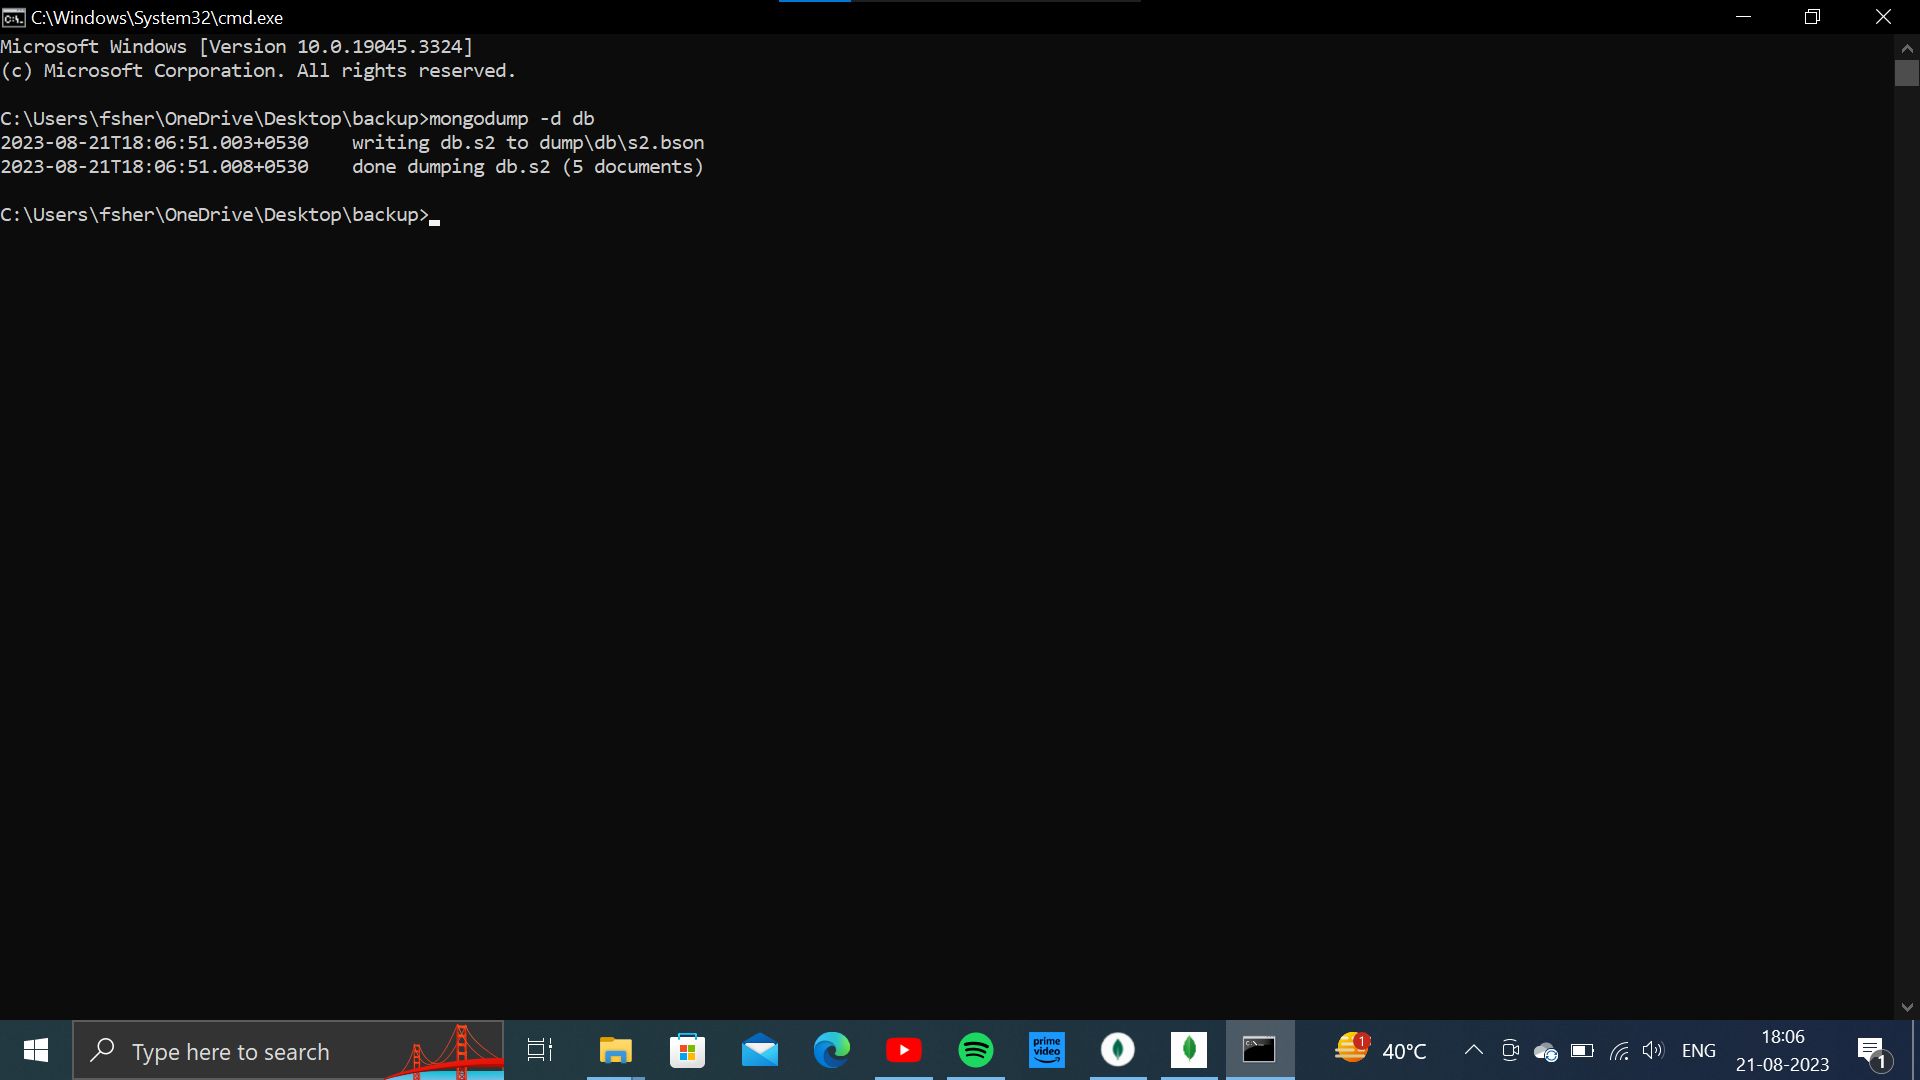 C:\Windows\System32\cmd.exe
Microsoft Windows [Version 10.0.19045.3324]
(c) Microsoft Corporation. All rights reserved.
C:\Users\fsher\OneDrive\Desktop\backup>mongodump -d db
2023-08-21T18:06:51.003+0530    writing db.s2 to dump\db\s2.bson
2023-08-21T18:06:51.008+0530    done dumping db.s2 (5 documents)
C:\Users\fsher\OneDrive\Desktop\backup>
Type here to search
prime video
1
40°C
ENG
18:06
21-08-2023
1